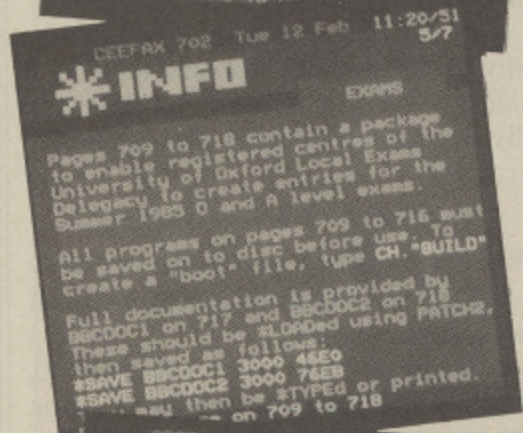 CEEFAX 702 Tue 12 Feb 11:20/51
5/7
INFO
EXAMS
Pages 709 to 718 contain a package
to enable registered centres of the
University of Oxford Local Exams
Delegacy to create entries for the
Summer 1985 O and A level exams.
All programs on pages 709 to 716 must
be saved on to disc before use. To
create a "boot" file, type CH."BUILD"
Full documentation is provided by
BBCDOC1 on 717 and BBCDOC2 on 718
These should be *LOADed using PATCH2,
then saved as follows:
*SAVE BBCDOC1 3000 46E0
*SAVE BBCDOC2 3000 76EB
may then be *TYPEd or printed.
on 709 to 718